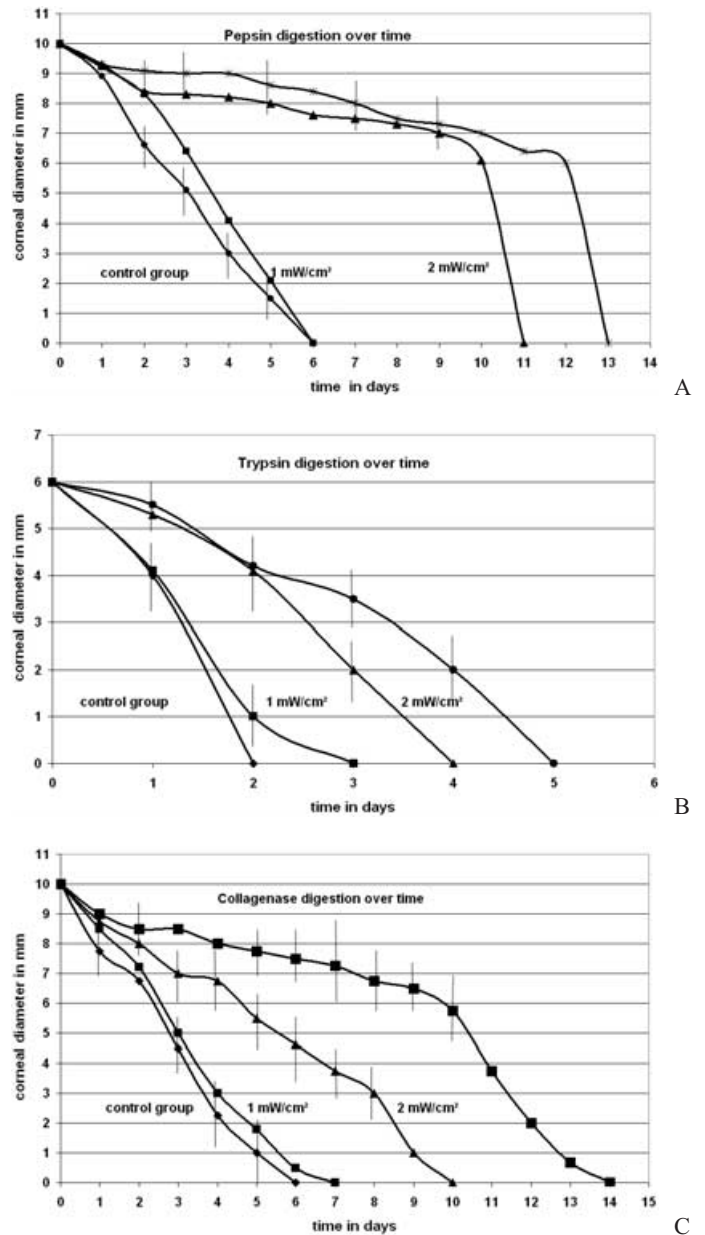 Pepsin digestion over time
corneal diameter in mm
11
10
9
8
7
6
5
4
3
2
1
0
control group
1 mW/cm²
2 mW/cm²
0 1 2 3 4 5 6 7 8 9 10 11 12 13 14
time in days
A
Trypsin digestion over time
corneal diameter in mm
7
6
5
4
3
2
1
0
control group
1 mW/cm²
2 mW/cm²
0 1 2 3 4 5 6
time in days
B
Collagenase digestion over time
corneal diameter in mm
11
10
9
8
7
6
5
4
3
2
1
0
control group
1 mW/cm²
2 mW/cm²
0 1 2 3 4 5 6 7 8 9 10 11 12 13 14 15
time in days
C